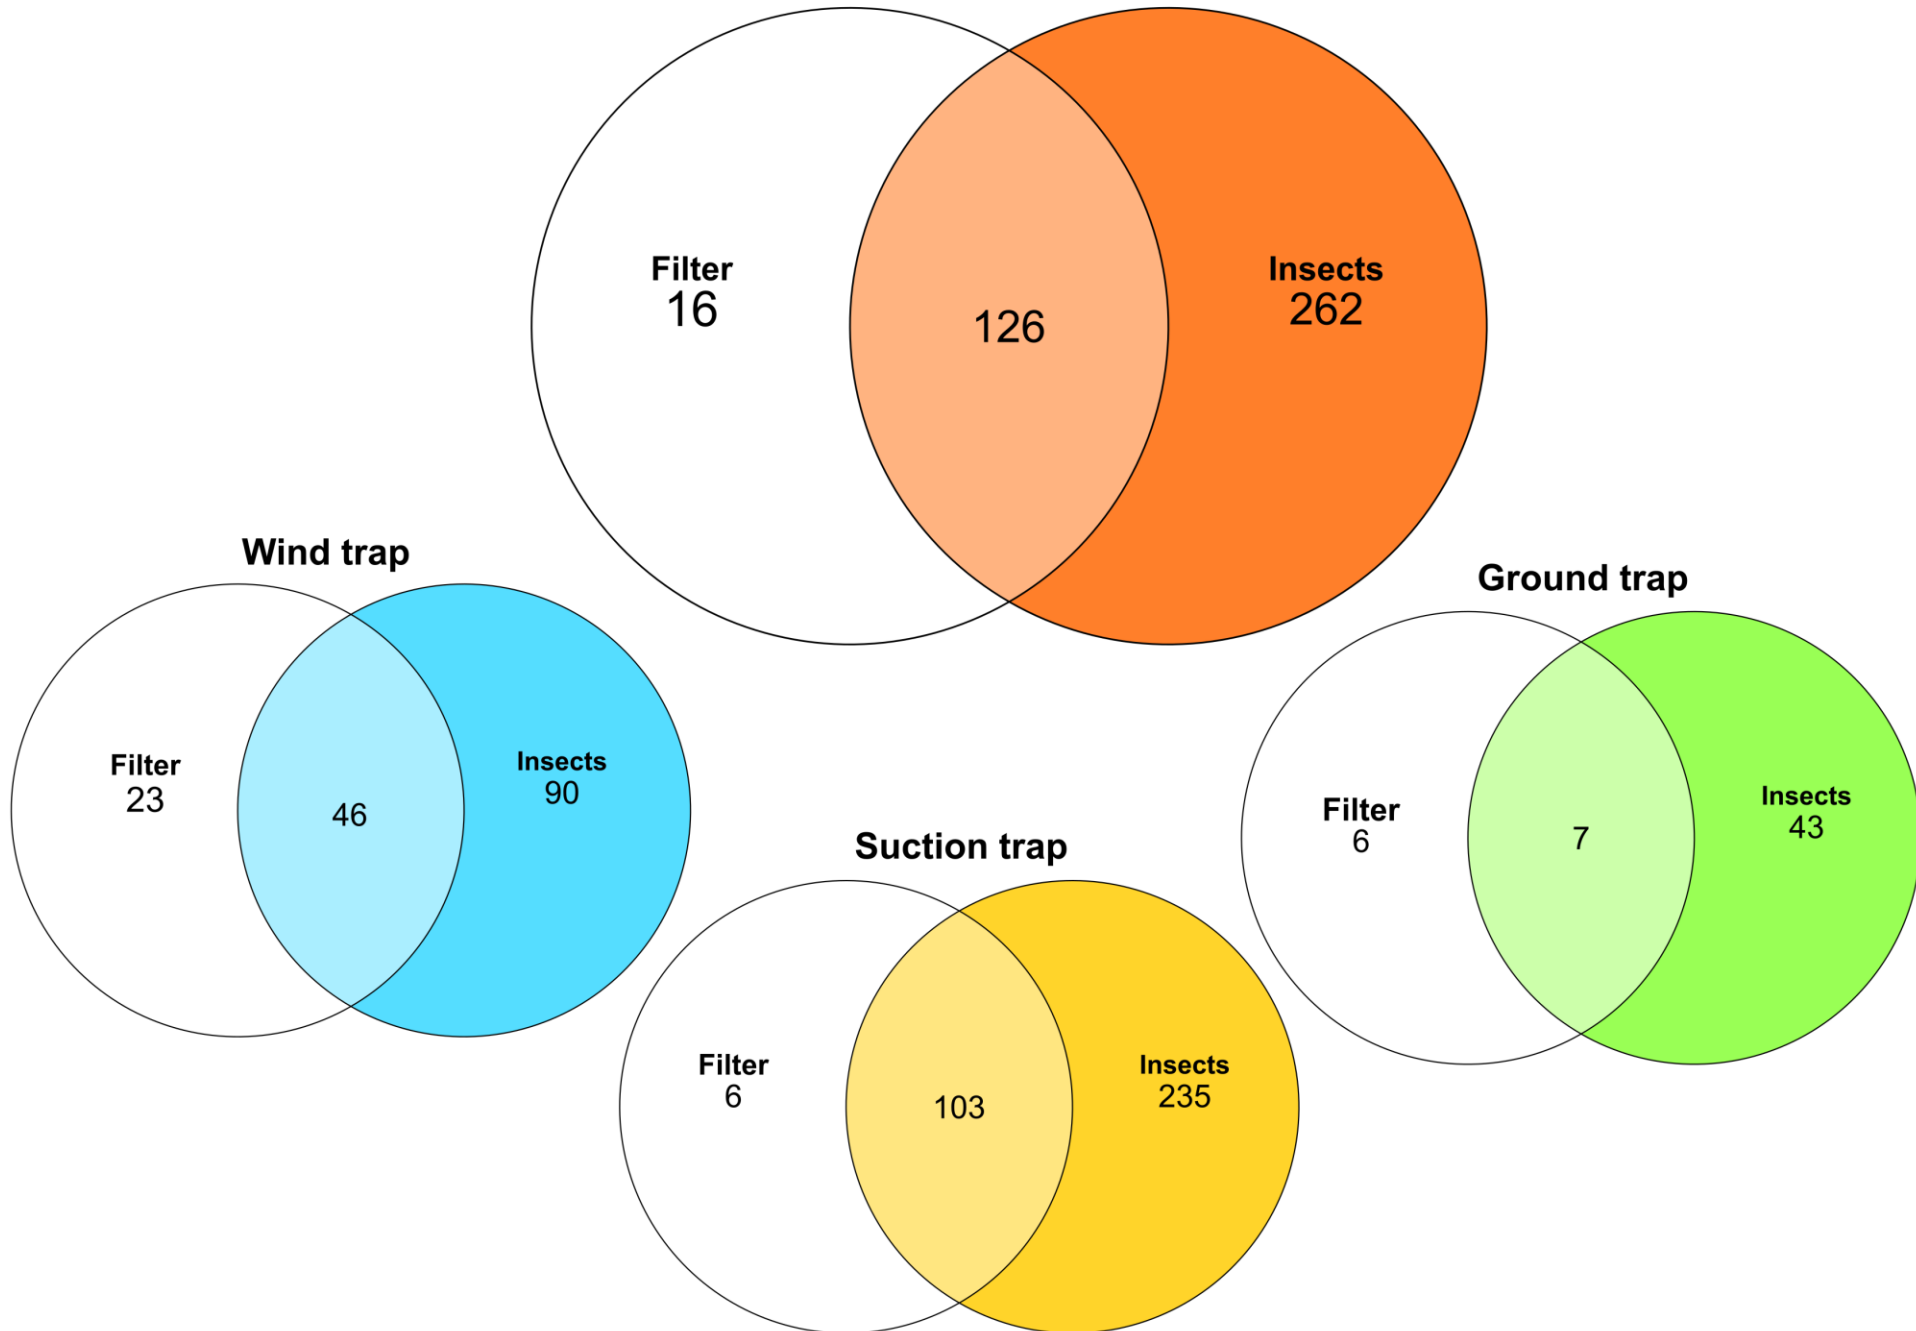 Filter
16
126
Insects
262
Wind trap
Filter
23
46
Insects
90
Ground trap
Filter
6
7
Insects
43
Suction trap
Filter
6
103
Insects
235